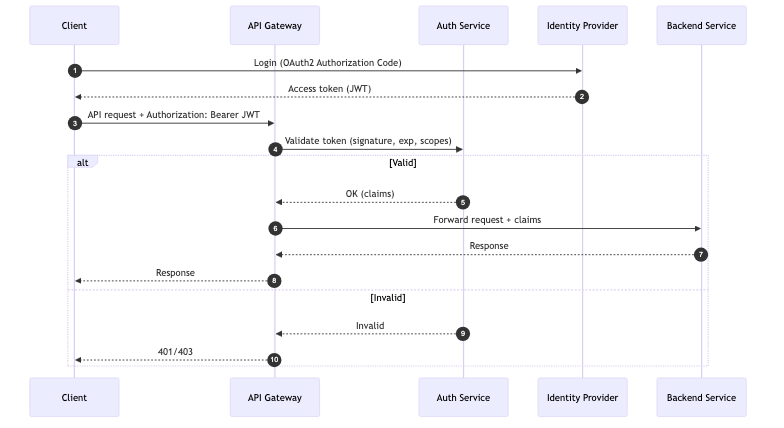 Client
API Gateway
Auth Service
Identity Provider
Backend Service
Login (OAuth2 Authorization Code)
1
Access token (JWT)
2
API request + Authorization: Bearer JWT
3
Validate token (signature, exp, scopes)
4
alt
[Valid]
OK (claims)
5
Forward request + claims
6
Response
7
Response
8
[Invalid]
Invalid
9
401/403
10
Client
API Gateway
Auth Service
Identity Provider
Backend Service